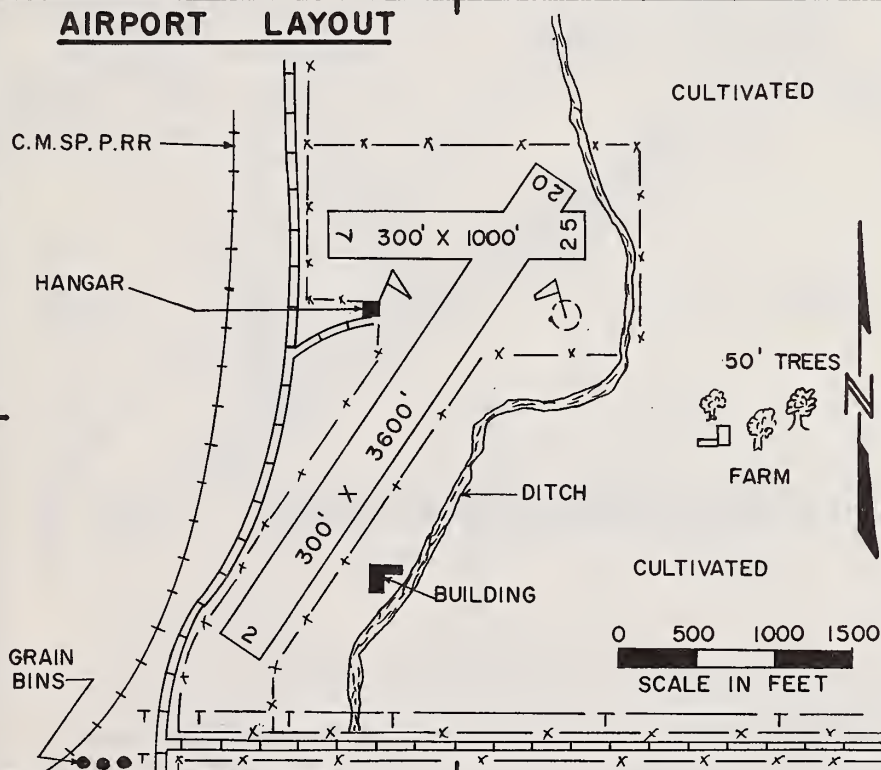 AIRPORT LAYOUT
CULTIVATED
C.M.SP.P.RR
20
7 300' X 1000' 25
HANGAR
50' TREES
N
300' X 3600'
FARM
DITCH
CULTIVATED
BUILDING
2
0 500 1000 1500
SCALE IN FEET
GRAIN
BINS
T T T T T T
T